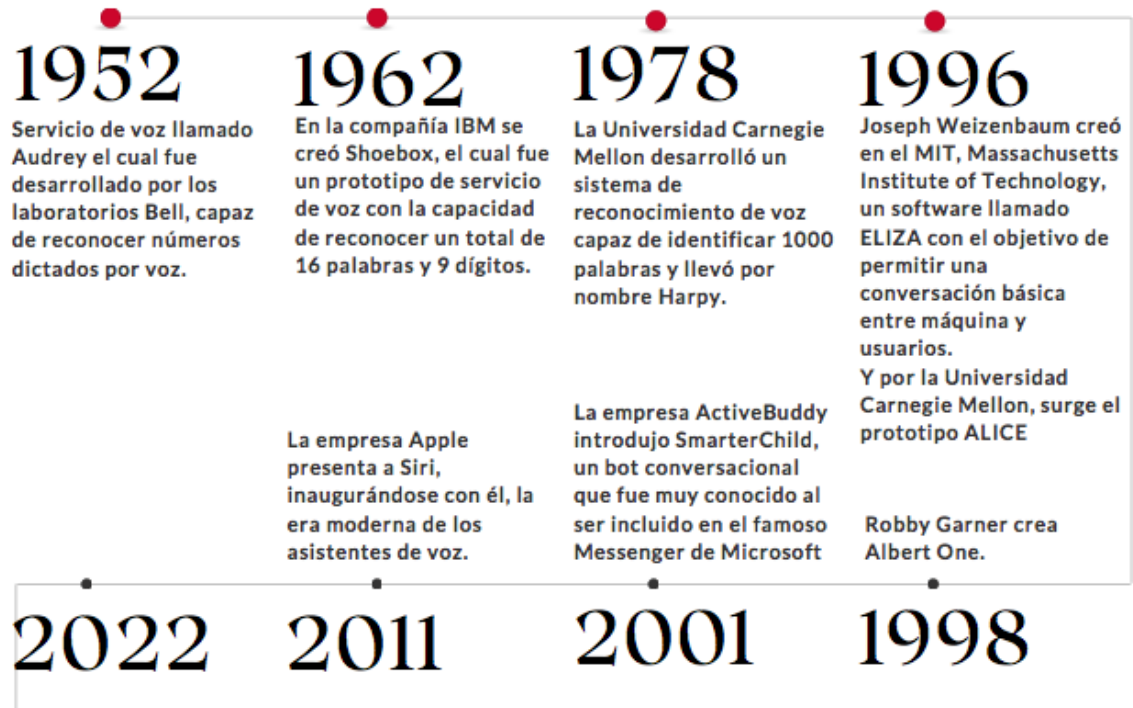 1952
Servicio de voz llamado
Audrey el cual fue
desarrollado por los
laboratorios Bell, capaz
de reconocer números
dictados por voz.
1962
En la compañía IBM se
creó Shoebox, el cual fue
un prototipo de servicio
de voz con la capacidad
de reconocer un total de
16 palabras y 9 dígitos.
1978
La Universidad Carnegie
Mellon desarrolló un
sistema de
reconocimiento de voz
capaz de identificar 1000
palabras y llevó por
nombre Harpy.
1996
Joseph Weizenbaum creó
en el MIT, Massachusetts
Institute of Technology,
un software llamado
ELIZA con el objetivo de
permitir una
conversación básica
entre máquina y
usuarios.
Y por la Universidad
Carnegie Mellon, surge el
prototipo ALICE
Robby Garner crea
Albert One.
1998
La empresa ActiveBuddy
introdujo SmarterChild,
un bot conversacional
que fue muy conocido al
ser incluido en el famoso
Messenger de Microsoft
2001
La empresa Apple
presenta a Siri,
inaugurándose con él, la
era moderna de los
asistentes de voz.
2011
2022